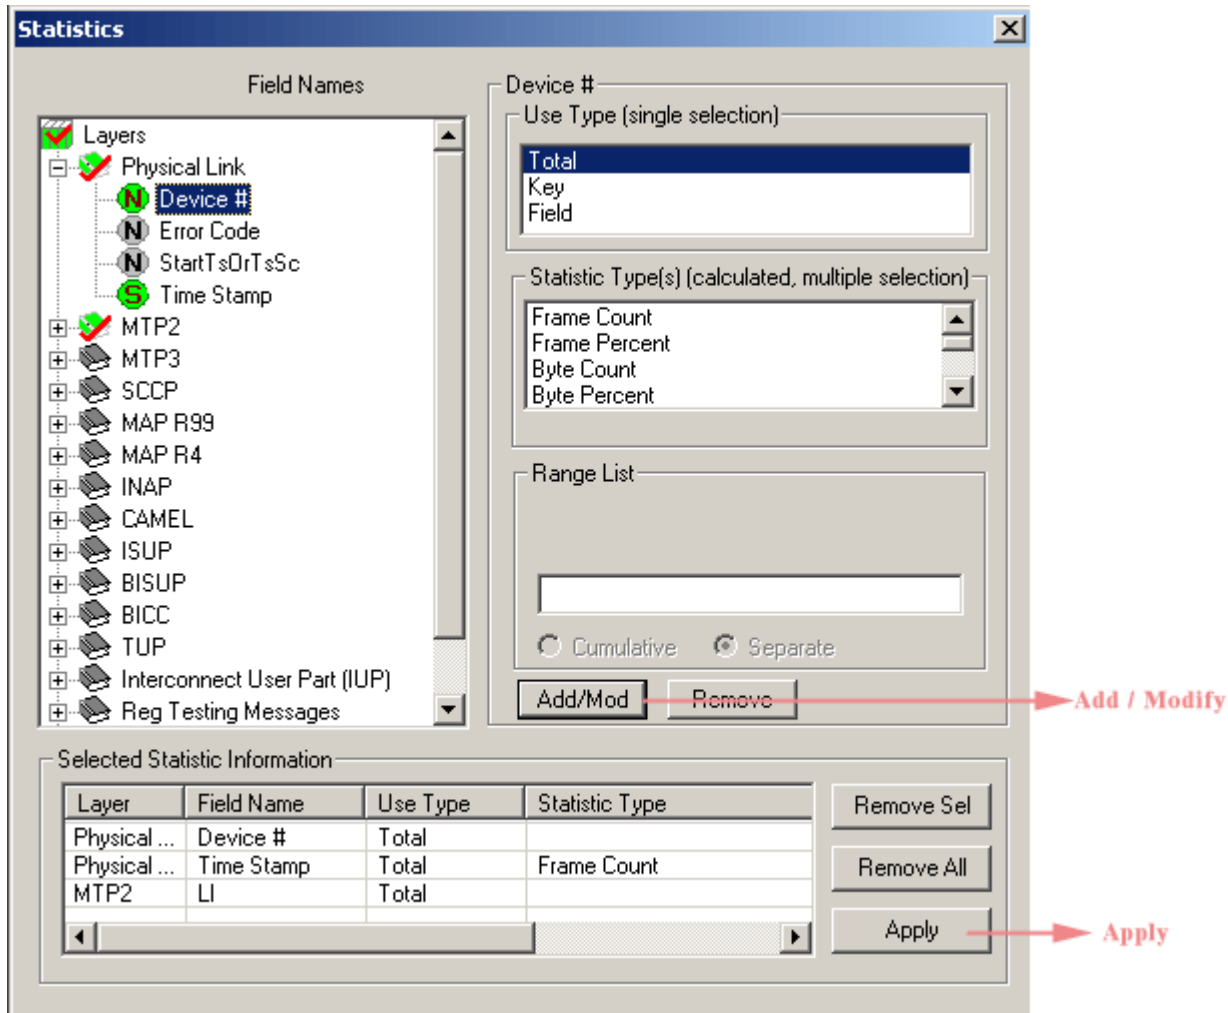 Statistics
Field Names
Layers
Physical Link
N Device #
N Error Code
N StartTsOrTsSc
S Time Stamp
MTP2
MTP3
SCCP
MAP R99
MAP R4
INAP
CAMEL
ISUP
BISUP
BICC
TUP
Interconnect User Part (IUP)
Reg Testing Messages
Device #
Use Type (single selection)
Total
Key
Field
Statistic Type(s) (calculated, multiple selection)
Frame Count
Frame Percent
Byte Count
Byte Percent
Range List
Cumulative Separate
Add/Mod Remove Add / Modify
Selected Statistic Information
Layer Field Name Use Type Statistic Type
Physical ... Device # Total
Physical ... Time Stamp Total Frame Count
MTP2 LI Total
Remove Sel
Remove All
Apply Apply